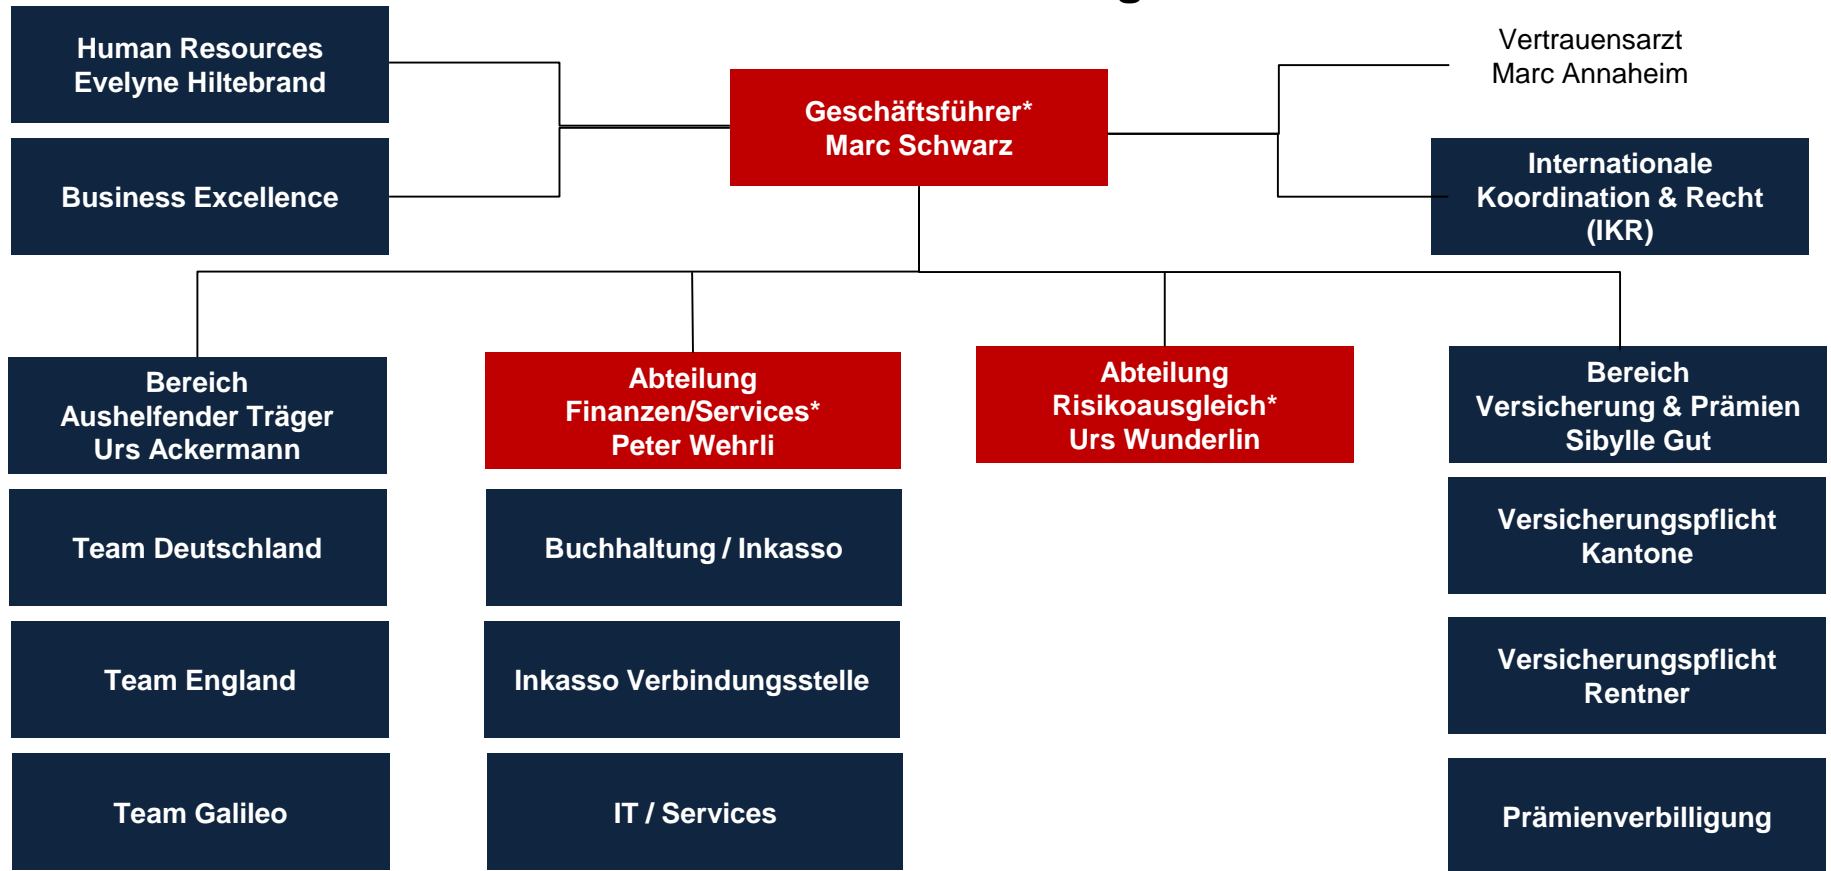 Human Resources
Evelyne Hiltebrand
Vertrauensarzt
Marc Annaheim
Geschäftsführer*
Marc Schwarz
Business Excellence
Internationale
Koordination & Recht
(IKR)
Bereich
Aushelfender Träger
Urs Ackermann
Abteilung
Finanzen/Services*
Peter Wehrli
Abteilung
Risikoausgleich*
Urs Wunderlin
Bereich
Versicherung & Prämien
Sibylle Gut
Team Deutschland
Buchhaltung / Inkasso
Versicherungspflicht
Kantone
Team England
Inkasso Verbindungsstelle
Versicherungspflicht
Rentner
Team Galileo
IT / Services
Prämienverbilligung